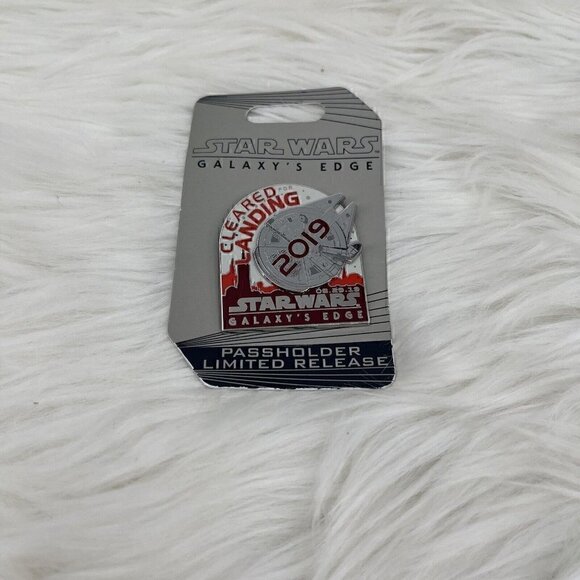 STAR WARS
GALAXY'S EDGE
CLEARED FOR
LANDING
2019
08.29.19
STAR WARS
GALAXY'S EDGE
PASSHOLDER
LIMITED RELEASE